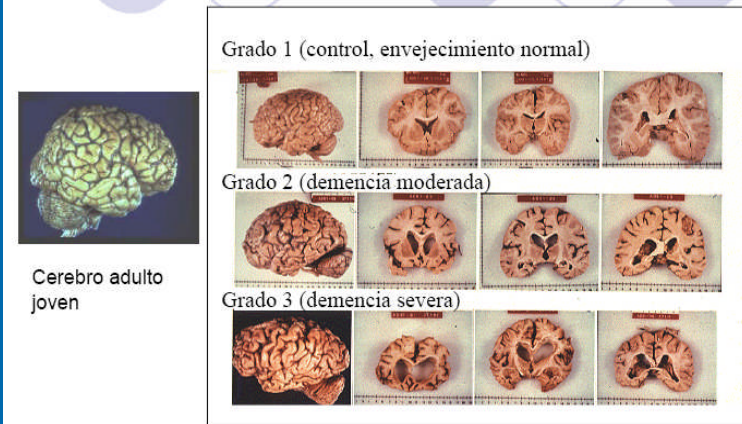 Grado 1 (control, envejecimiento normal)
Grado 2 (demencia moderada)
Grado 3 (demencia severa)
Cerebro adulto
joven